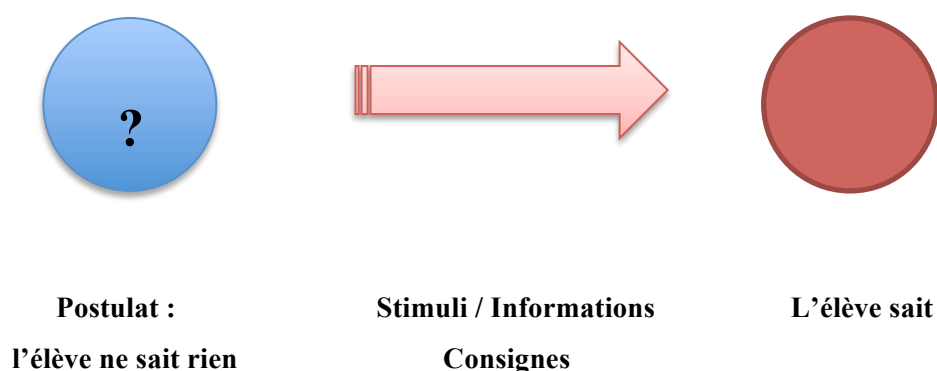 ?
Postulat :
l’élève ne sait rien
Stimuli / Informations
Consignes
L’élève sait